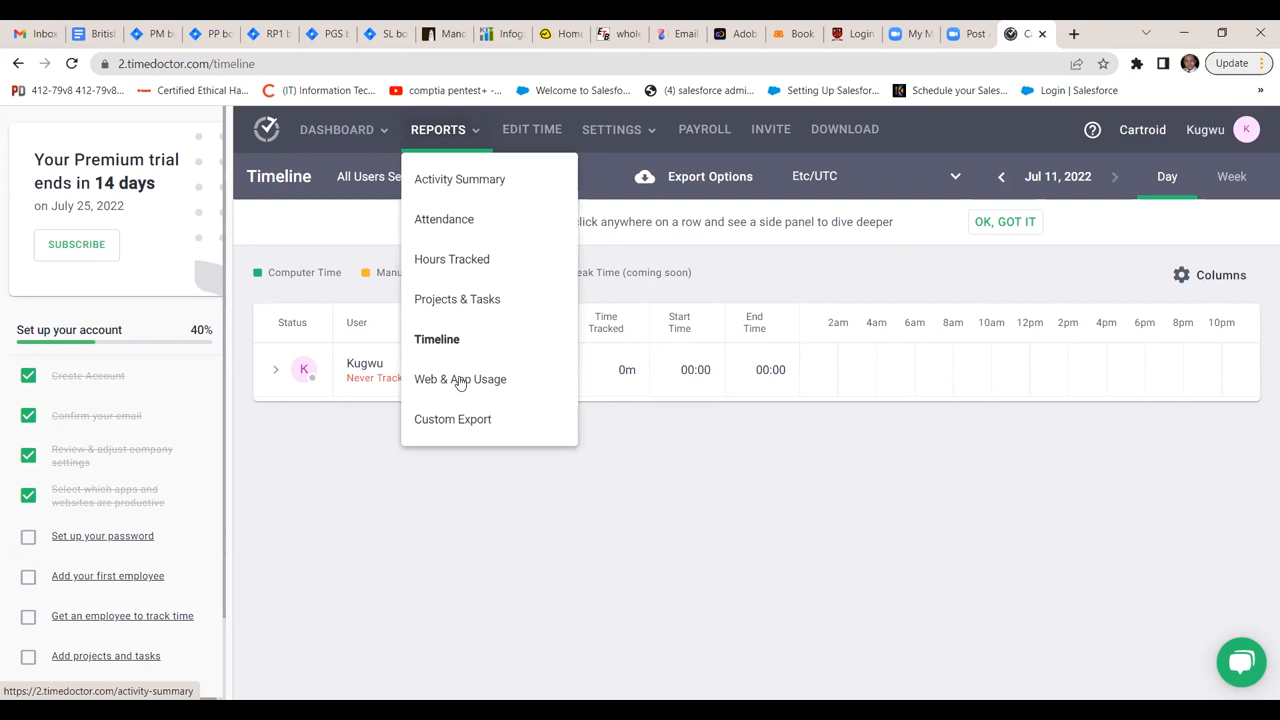 Inbox
British
PM b
PP bo
RP1 b
PGS b
SL bo
Mano
Infog
Home
whole
Email
Adob
Book
Login
My M
Post
Ca
2.timedoctor.com/timeline
Update
412-79v8 412-79v8...
Certified Ethical Ha...
(IT) Information Tec...
comptia pentest+ -...
Welcome to Salesfo...
(4) salesforce admi...
Setting Up Salesfor...
Schedule your Sales...
Login | Salesforce
»
Your Premium trial
ends in 14 days
on July 25, 2022
SUBSCRIBE
Set up your account 40%
Create Account
Confirm your email
Review & adjust company
settings
Select which apps and
websites are productive
Set up your password
Add your first employee
Get an employee to track time
Add projects and tasks
https://2.timedoctor.com/activity-summary
DASHBOARD REPORTS EDIT TIME SETTINGS PAYROLL INVITE DOWNLOAD Cartroid Kugwu K
Timeline All Users Se Export Options Etc/UTC Jul 11, 2022 Day Week
click anywhere on a row and see a side panel to dive deeper OK, GOT IT
Computer Time Manu eak Time (coming soon) Columns
Activity Summary
Attendance
Hours Tracked
Projects & Tasks
Timeline
Web & App Usage
Custom Export
Status User Time Tracked Start Time End Time 2am 4am 6am 8am 10am 12pm 2pm 4pm 6pm 8pm 10pm
K Kugwu 0m 00:00 00:00
Never Track